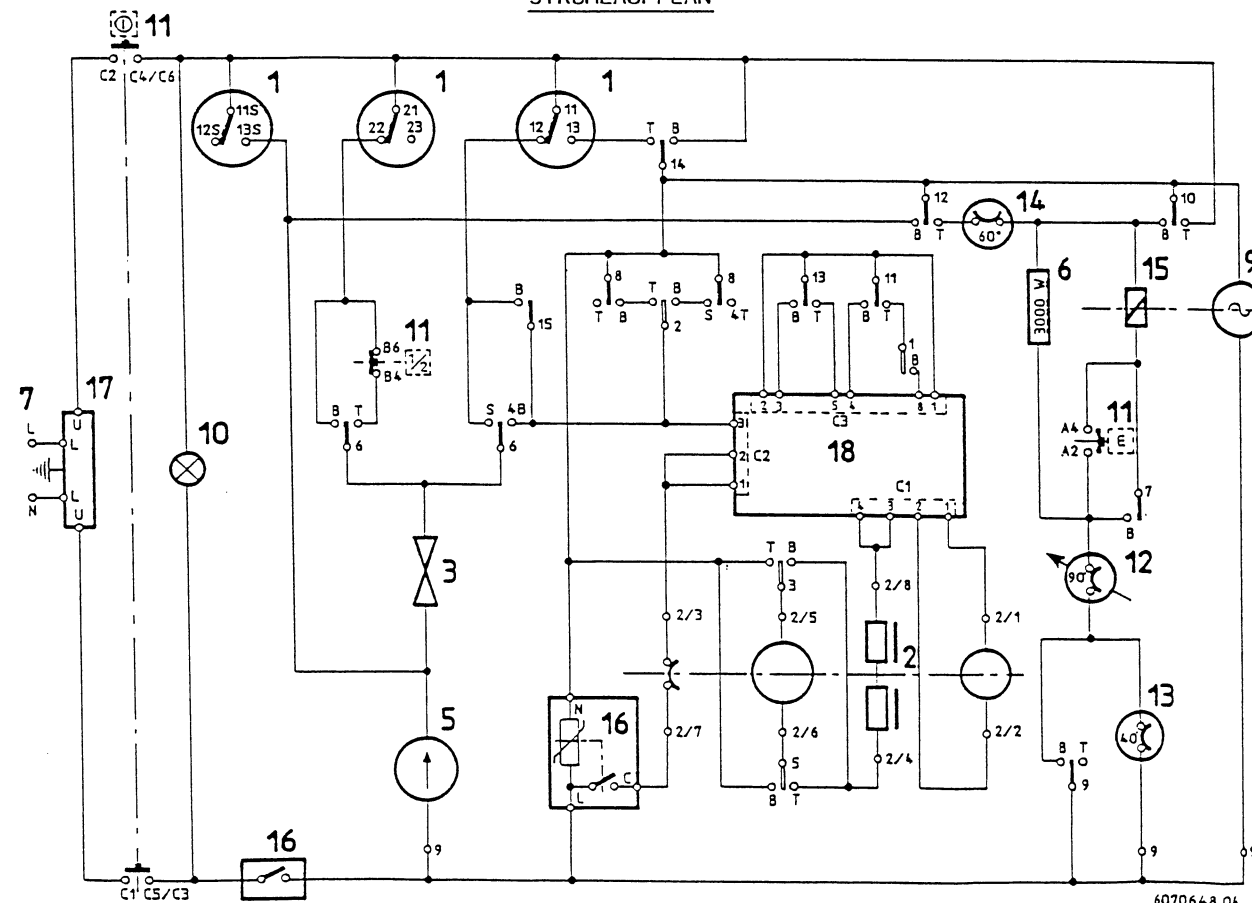 STROMLAUFPLAN
11
C2 C4/C6
1
1
1
11S
12S 13S
21
22 23
11
12 13
T B
14
12
B T
14
60°
10
B T
9
8
T B
T B
2
8
S 4T
13
B T
11
B T
1
B
6
3000 W
15
B
15
11
B6
1/2
B4
B T
6
S 4B
6
2 3 5 4 8 1
C3
3
2 C2
1
18
C1
4 3 2 1
A4
11
E
A2
7
B
7
L
17
U
L
N
L
U
10
3
T B
3
2/3
2/5
2/8
2/1
2
12
90°
13
40°
5
N
16
C
L
2/7
2/6
5
B T
2/4
2/2
B T
9
9
16
9
9
C1 C5/C3
6070648.04